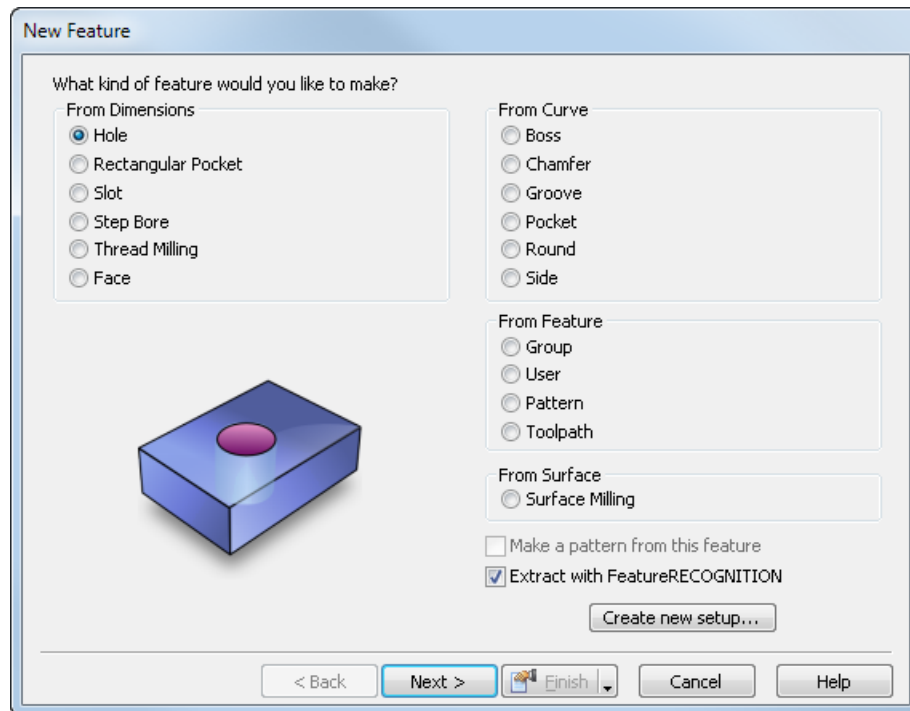 New Feature
What kind of feature would you like to make?
From Dimensions
Hole
Rectangular Pocket
Slot
Step Bore
Thread Milling
Face
From Curve
Boss
Chamfer
Groove
Pocket
Round
Side
From Feature
Group
User
Pattern
Toolpath
From Surface
Surface Milling
Make a pattern from this feature
Extract with FeatureRECOGNITION
Create new setup...
< Back Next > Finish Cancel Help